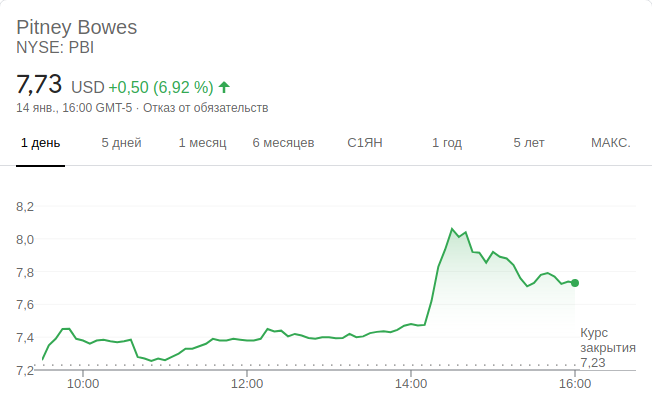 Pitney Bowes
NYSE: PBI
7,73 USD +0,50 (6,92 %)
14 янв., 16:00 GMT-5 · Отказ от обязательств
1 день 5 дней 1 месяц 6 месяцев С1ЯН 1 год 5 лет МАКС.
8,2
8,0
7,8
7,6
7,4
7,2
Курс
закрытия
7,23
10:00 12:00 14:00 16:00